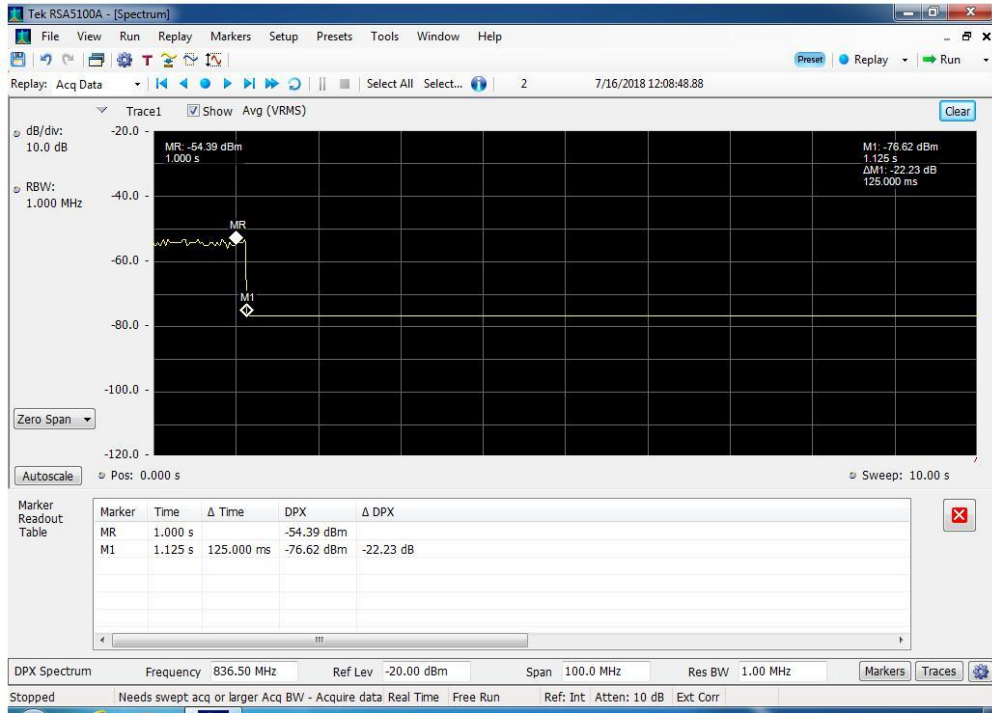 Tek RSA5100A - [Spectrum]
File View Run Replay Markers Setup Presets Tools Window Help
T Preset Replay Run
Replay: Acq Data Select All Select... 2 7/16/2018 12:08:48.88
Trace1 Show Avg (VRMS) Clear
dB/div:
10.0 dB
RBW:
1.000 MHz
-20.0
-40.0
-60.0
-80.0
-100.0
-120.0
MR: -54.39 dBm
1.000 s
M1: -76.62 dBm
1.125 s
ΔM1: -22.23 dB
125.000 ms
MR
M1
Zero Span
Autoscale Pos: 0.000 s Sweep: 10.00 s
Marker
Readout
Table
Marker Time Δ Time DPX Δ DPX
MR 1.000 s -54.39 dBm
M1 1.125 s 125.000 ms -76.62 dBm -22.23 dB
DPX Spectrum Frequency 836.50 MHz Ref Lev -20.00 dBm Span 100.0 MHz Res BW 1.00 MHz Markers Traces
Stopped Needs swept acq or larger Acq BW - Acquire data Real Time Free Run Ref: Int Atten: 10 dB Ext Corr